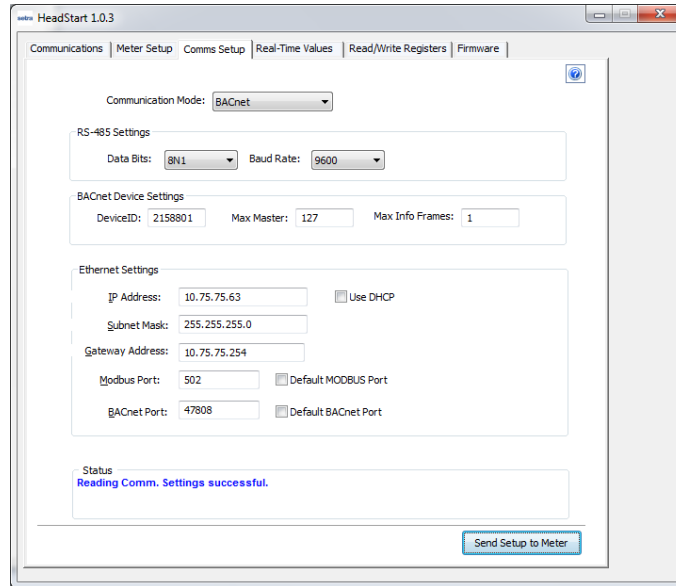 setra HeadStart 1.0.3
Communications Meter Setup Comms Setup Real-Time Values Read/Write Registers Firmware
?
Communication Mode: BACnet
RS-485 Settings
Data Bits: 8N1 Baud Rate: 9600
BACnet Device Settings
DeviceID: 2158801 Max Master: 127 Max Info Frames: 1
Ethernet Settings
IP Address: 10.75.75.63 Use DHCP
Subnet Mask: 255.255.255.0
Gateway Address: 10.75.75.254
Modbus Port: 502 Default MODBUS Port
BACnet Port: 47808 Default BACnet Port
Status
Reading Comm. Settings successful.
Send Setup to Meter